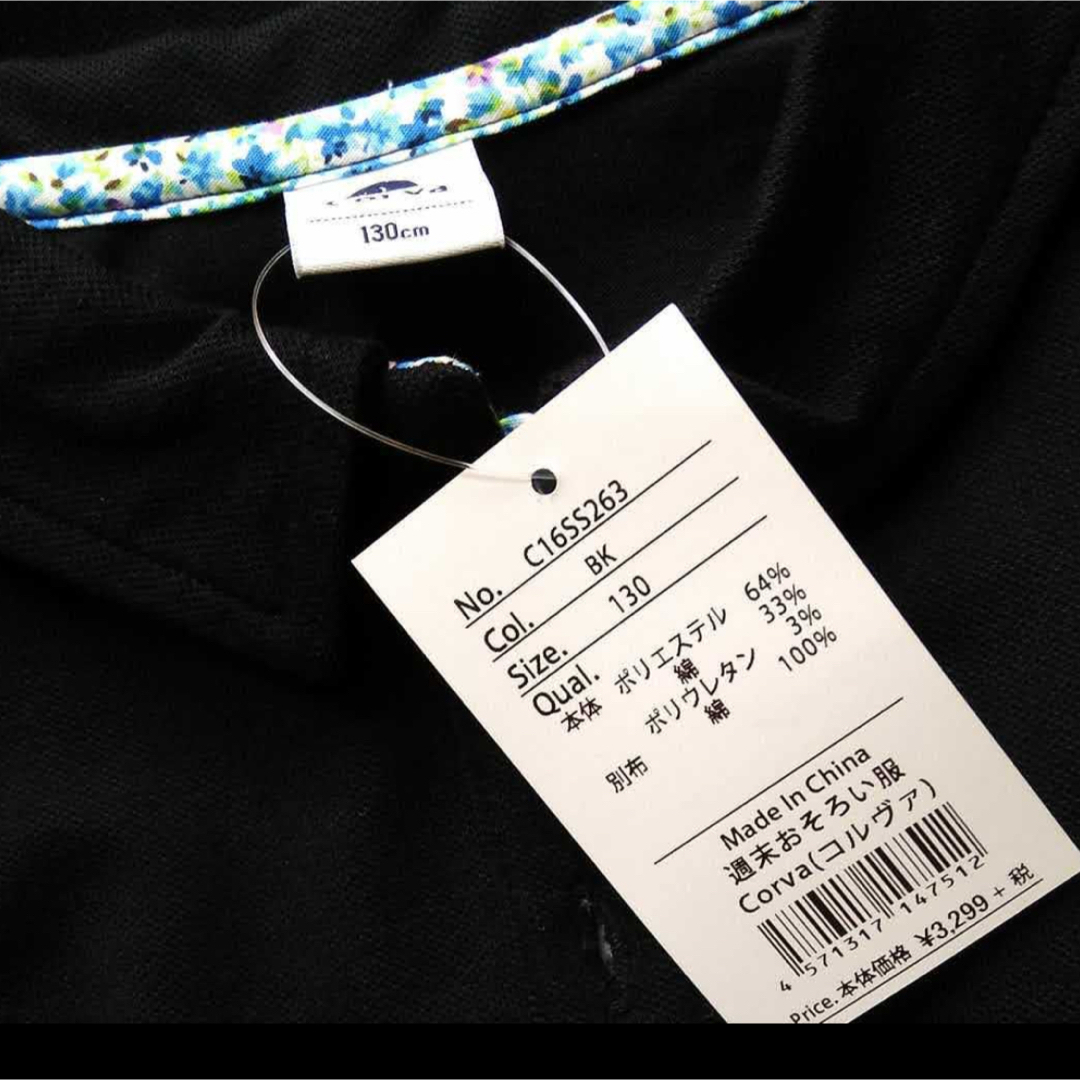 130cm
No. C16SS263
Col. BK
Size. 130
Qual.
本体 ポリエステル 64%
綿 33%
ポリウレタン 3%
別布 綿 100%
Made In China
週末おそろい服
Corva(コルヴァ)
4 571317 147512
Price. 本体価格 ¥3,299 + 税